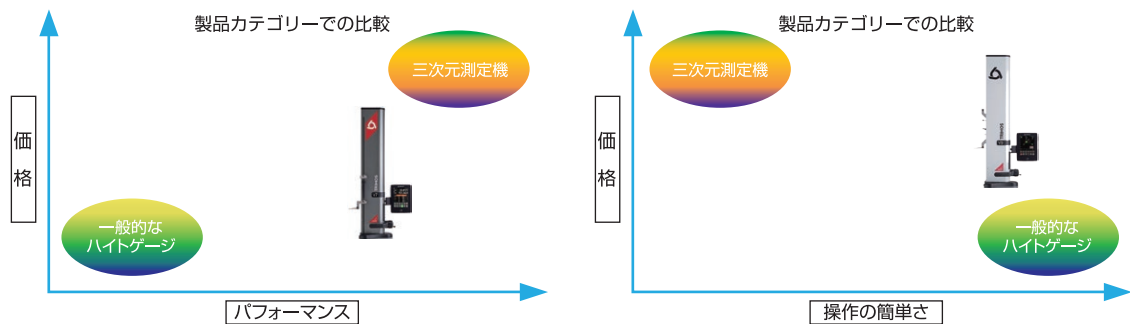 製品カテゴリーでの比較
三次元測定機
価格
一般的な
ハイトゲージ
パフォーマンス
製品カテゴリーでの比較
三次元測定機
価格
一般的な
ハイトゲージ
操作の簡単さ